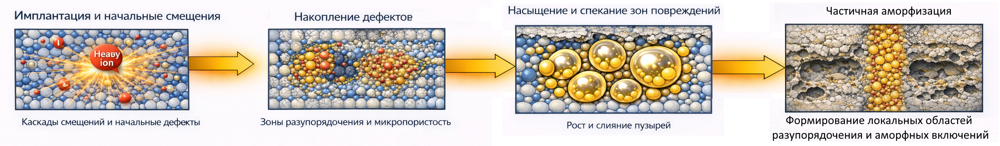 Имплантация и начальные смещения
Heавy
ion
Каскады смещений и начальные дефекты
Накопление дефектов
Зоны разупорядочения и микропористость
Насыщение и спекание зон повреждений
Рост и слияние пузырей
Частичная аморфизация
Формирование локальных областей
разупорядочения и аморфных включений